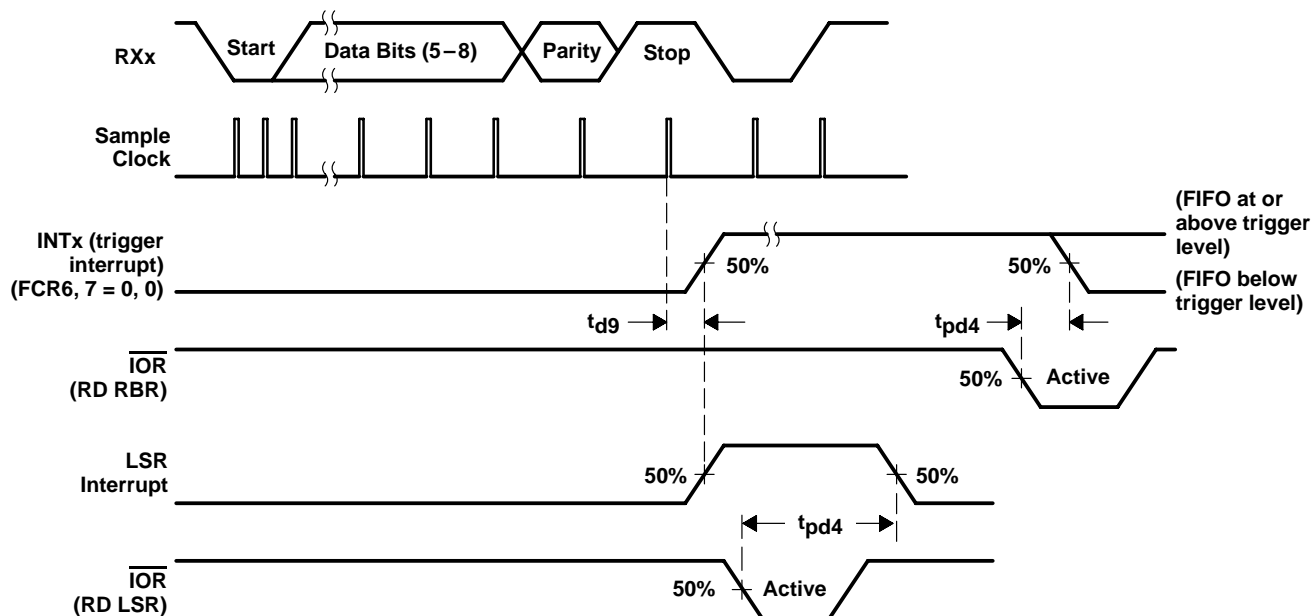 RXx
Start
Data Bits (5–8)
Parity
Stop
Sample
Clock
INTx (trigger
interrupt)
(FCR6, 7 = 0, 0)
50%
50%
(FIFO at or
above trigger
level)
(FIFO below
trigger level)
td9
tpd4
IOR
(RD RBR)
50%
Active
LSR
Interrupt
50%
50%
tpd4
IOR
(RD LSR)
50%
Active